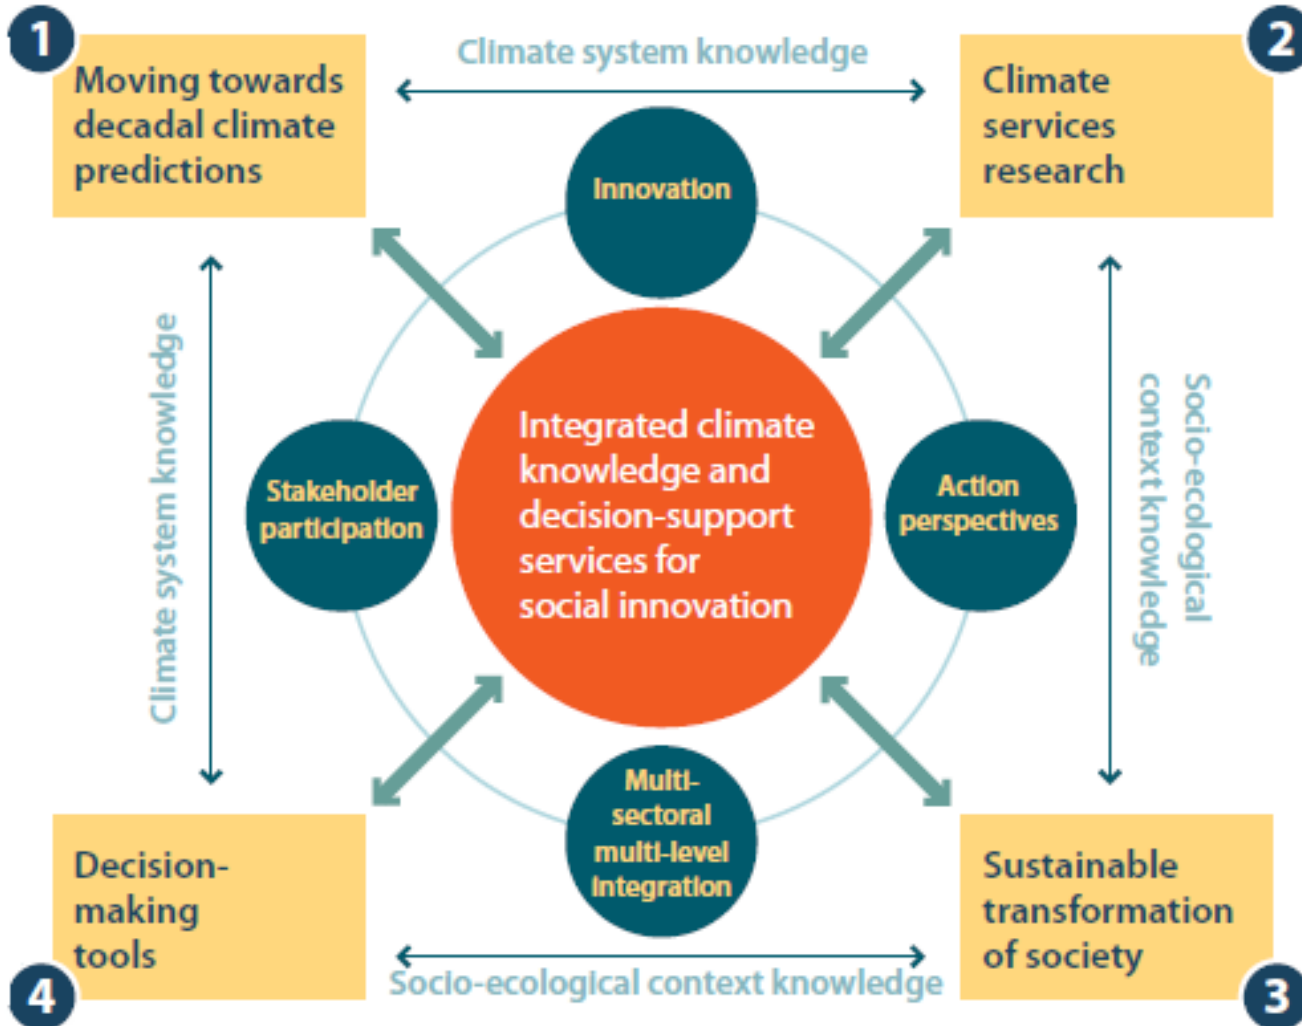 1
Moving towards
decadal climate
predictions
Climate system knowledge
2
Climate
services
research
Innovation
Climate system knowledge
Stakeholder
participation
Integrated climate
knowledge and
decision-support
services for
social innovation
Action
perspectives
Socio-ecological
context knowledge
Multi-
sectoral
multi-level
integration
Decision-
making
tools
4
Socio-ecological context knowledge
Sustainable
transformation
of society
3